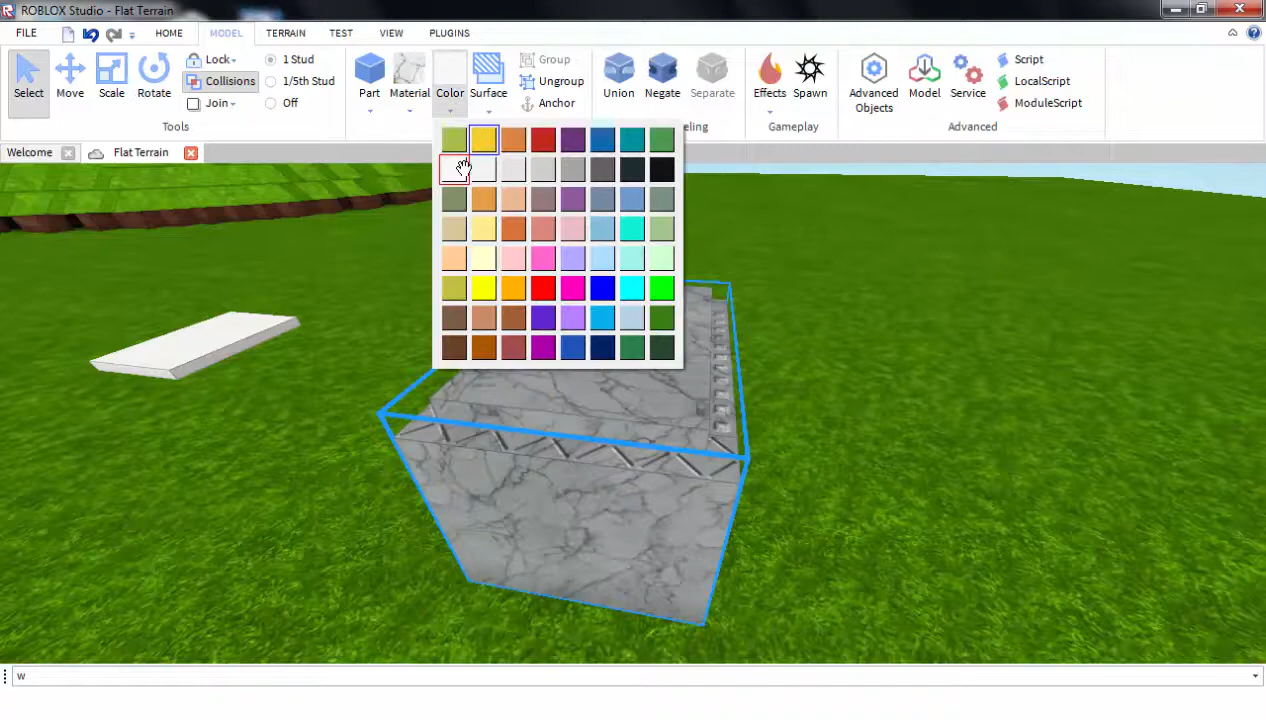 ROBLOX Studio - Flat Terrain
FILE HOME MODEL TERRAIN TEST VIEW PLUGINS
Select Move Scale Rotate
Lock
Collisions
Join
1 Stud
1/5th Stud
Off
Part Material Color Surface
Group
Ungroup
Anchor
Union Negate Separate
Effects Spawn
Advanced Objects Model Service
Script
LocalScript
ModuleScript
Tools Gameplay Advanced
Welcome Flat Terrain
w